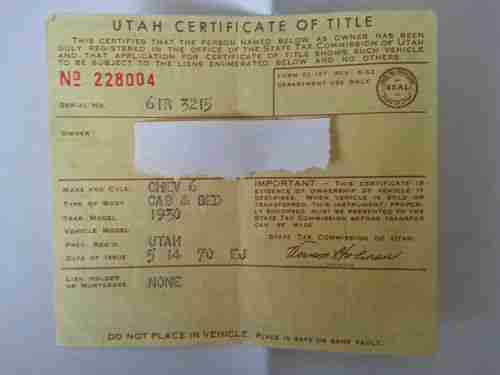 UTAH CERTIFICATE OF TITLE
THIS CERTIFIES THAT THE PERSON NAMED BELOW AS OWNER HAS BEEN
DULY REGISTERED IN THE OFFICE OF THE STATE TAX COMMISSION OF UTAH
AND THAT APPLICATION FOR CERTIFICATE OF TITLE SHOWS SUCH VEHICLE
TO BE SUBJECT TO THE LIENS ENUMERATED BELOW AND NO OTHERS.
No 228004
DEPARTMENT USE ONLY
SEAL
SERIAL NO. 6TR 3215
OWNER:
MAKE AND CYLS. CHEV 6
TYPE OF BODY CAB & BED
YEAR MODEL 1930
VEHICLE MODEL
PREV. REG'D. UTAH
DATE OF ISSUE 5 14 70 EJ
IMPORTANT - THIS CERTIFICATE IS
EVIDENCE OF OWNERSHIP OF VEHICLE IT
DESCRIBES. WHEN VEHICLE IS SOLD OR
TRANSFERRED, THIS INSTRUMENT, PROPER-
LY ENDORSED, MUST BE PRESENTED TO THE
STATE TAX COMMISSION BEFORE TRANSFER
CAN BE MADE
STATE TAX COMMISSION OF UTAH
LIEN HOLDER
OR MORTGAGEE NONE
DO NOT PLACE IN VEHICLE. PLACE IN SAFE OR BANK VAULT.